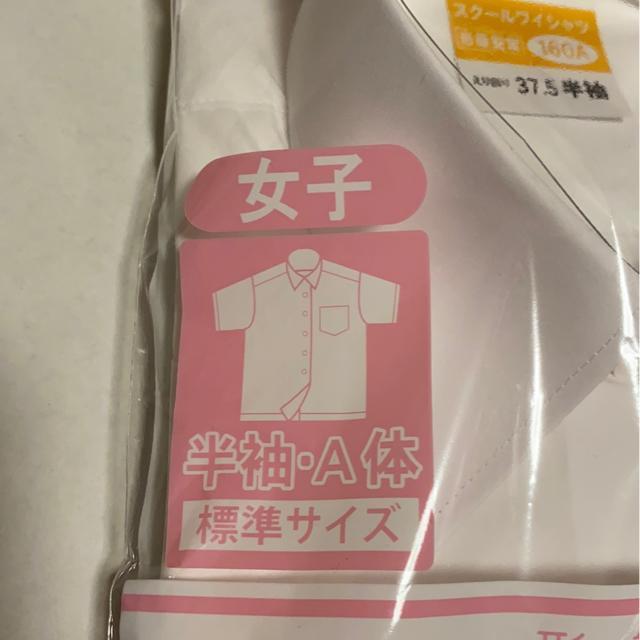 スクールワイシャツ
160A
37.5 半袖
女子
半袖・A体
標準サイズ